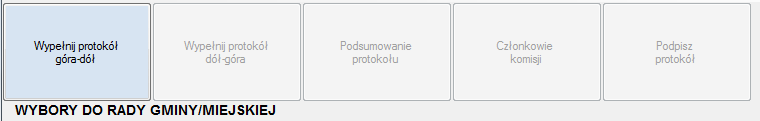 Wypełnij protokół
góra-dół
Wypełnij protokół
dół-góra
Podsumowanie
protokołu
Członkowie
komisji
Podpisz
protokół
WYBORY DO RADY GMINY/MIEJSKIEJ